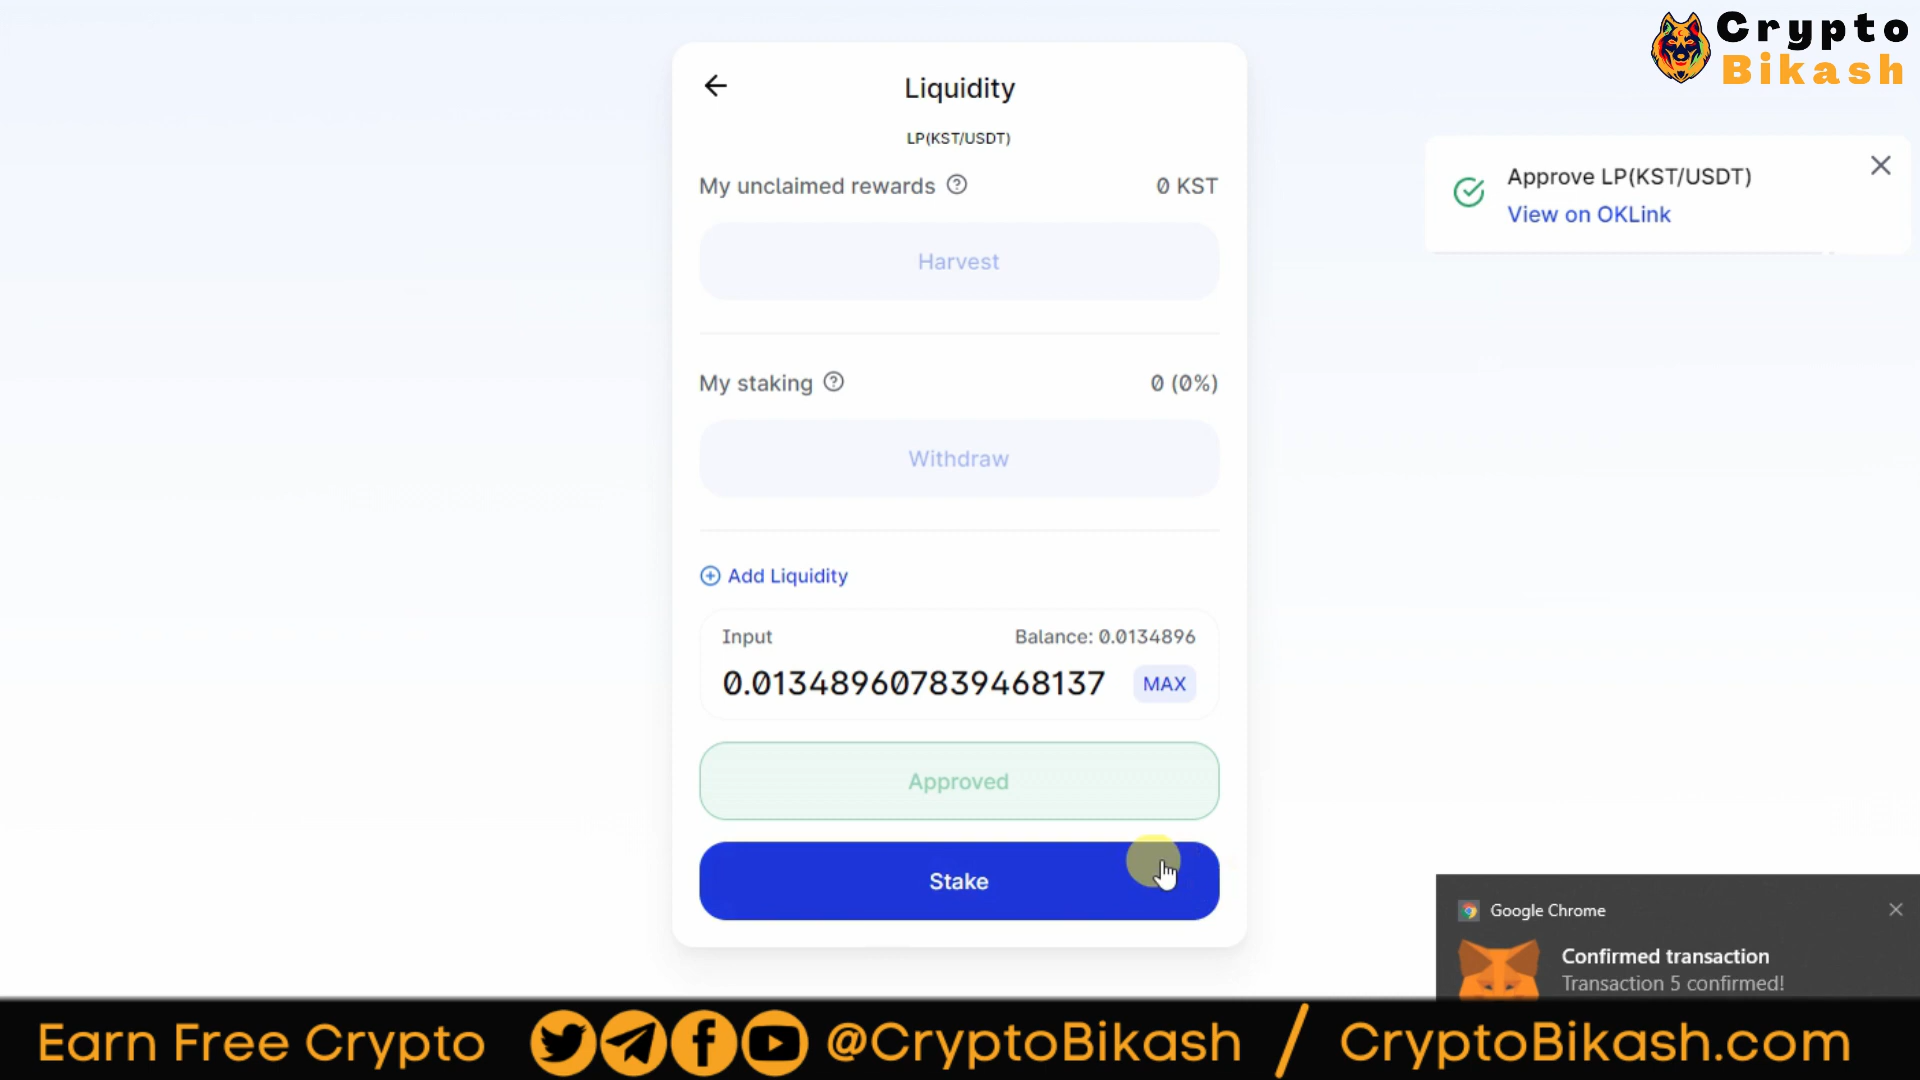 Crypto
Bikash
Liquidity
LP(KST/USDT)
My unclaimed rewards
0 KST
Harvest
My staking
0 (0%)
Withdraw
Add Liquidity
Input
Balance: 0.0134896
0.013489607839468137
MAX
Approved
Stake
Approve LP(KST/USDT)
View on OKLink
Google Chrome
Confirmed transaction
Transaction 5 confirmed!
Earn Free Crypto @CryptoBikash / CryptoBikash.com